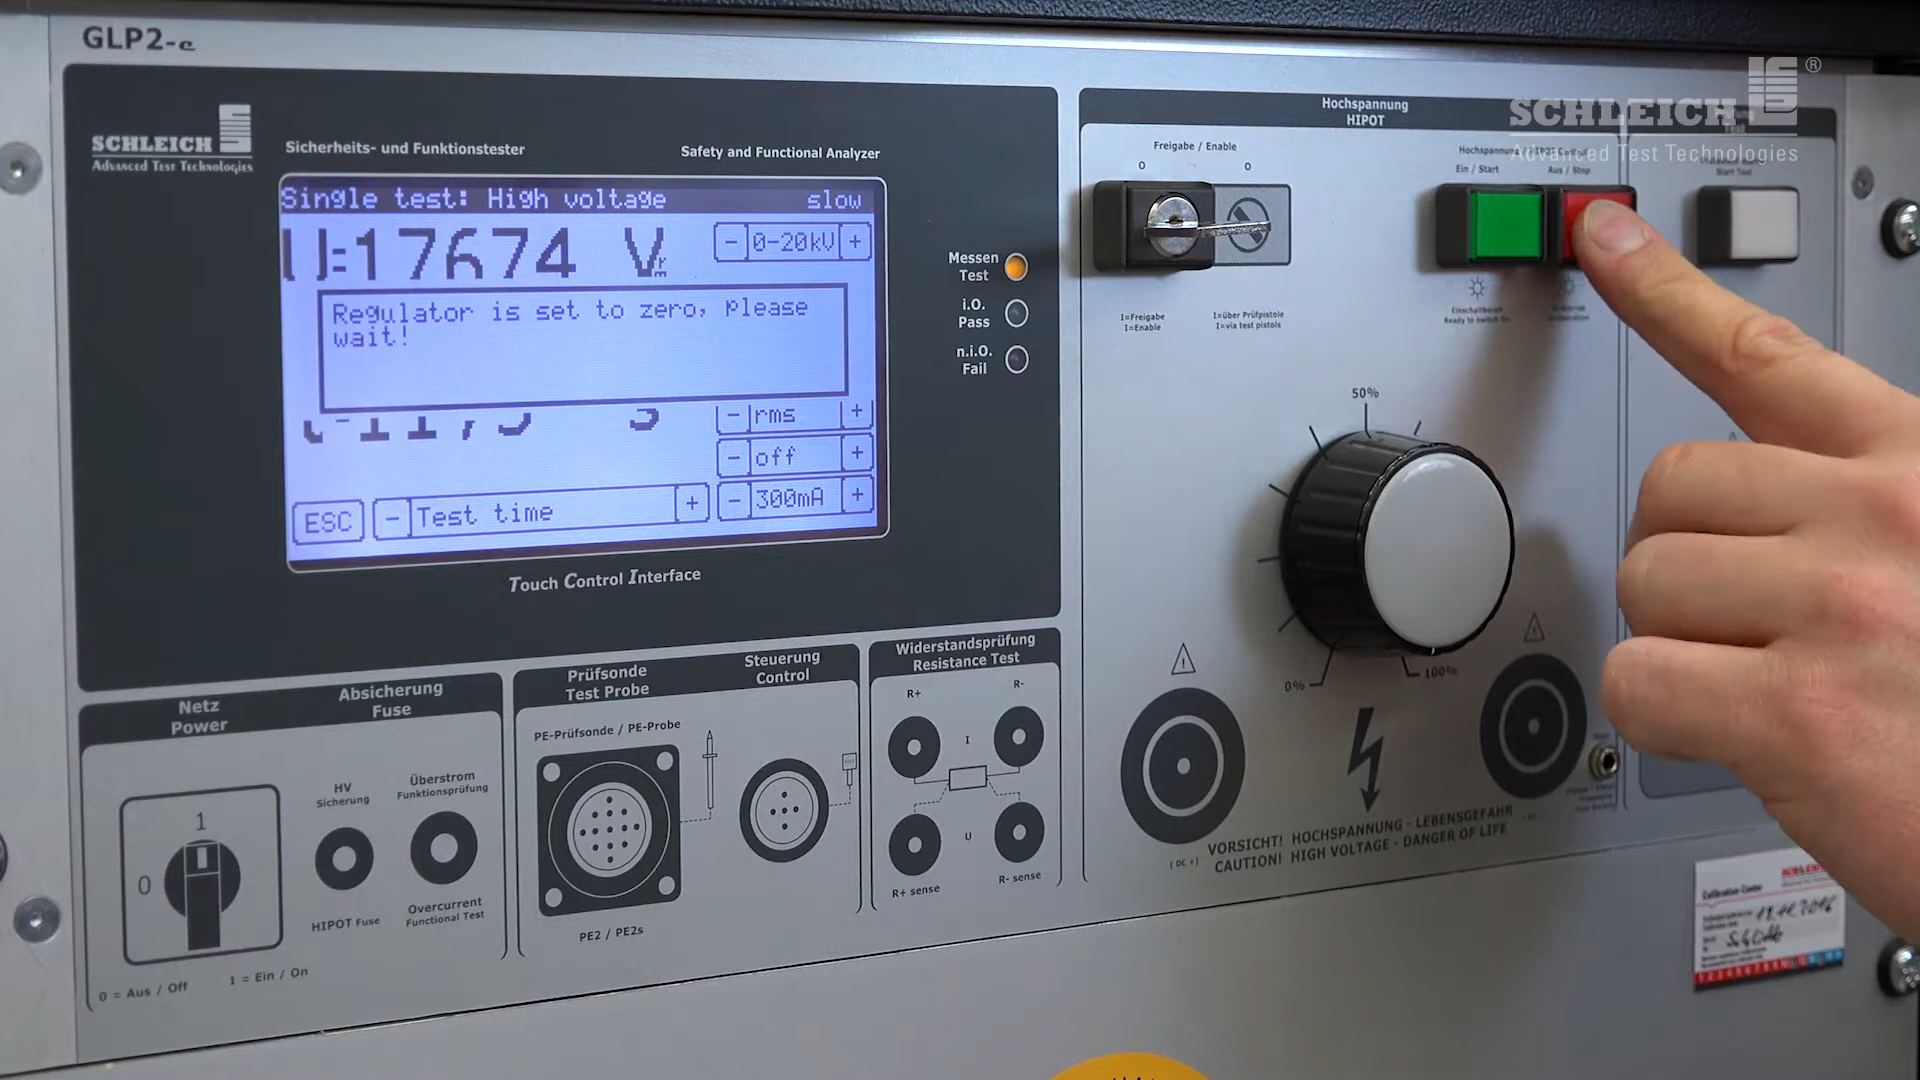 GLP2-e
SCHLEICH
Advanced Test Technologies
Sicherheits- und Funktionstester
Safety and Functional Analyzer
Single test: High voltage slow
U:17674 V
- 0-20kV +
Regulator is set to zero, please
wait!
- rms +
- off +
- 300mA +
ESC - Test time +
Touch Control Interface
Messen
Test
i.O.
Pass
n.i.O.
Fail
Hochspannung
HIPOT
Freigabe / Enable
O O
I=Freigabe
I=Enable
I=über Prüfpistole
I=via test pistols
Ein / Start
Aus / Stop
SCHLEICH ®
Advanced Test Technologies
Start Test
Einschaltbereit
Ready to switch on
50%
0%
100%
(DC +)
VORSICHT! HOCHSPANNUNG - LEBENSGEFAHR
CAUTION! HIGH VOLTAGE - DANGER OF LIFE
Netz
Power
Absicherung
Fuse
1
0
0 = Aus / Off
1 = Ein / On
HV
Sicherung
HIPOT Fuse
Überstrom
Funktionsprüfung
Overcurrent
Functional Test
Prüfsonde
Test Probe
Steuerung
Control
PE-Prüfsonde / PE-Probe
PE2 / PE2s
Widerstandsprüfung
Resistance Test
R+
R-
I
U
R+ sense
R- sense
Calibration Center